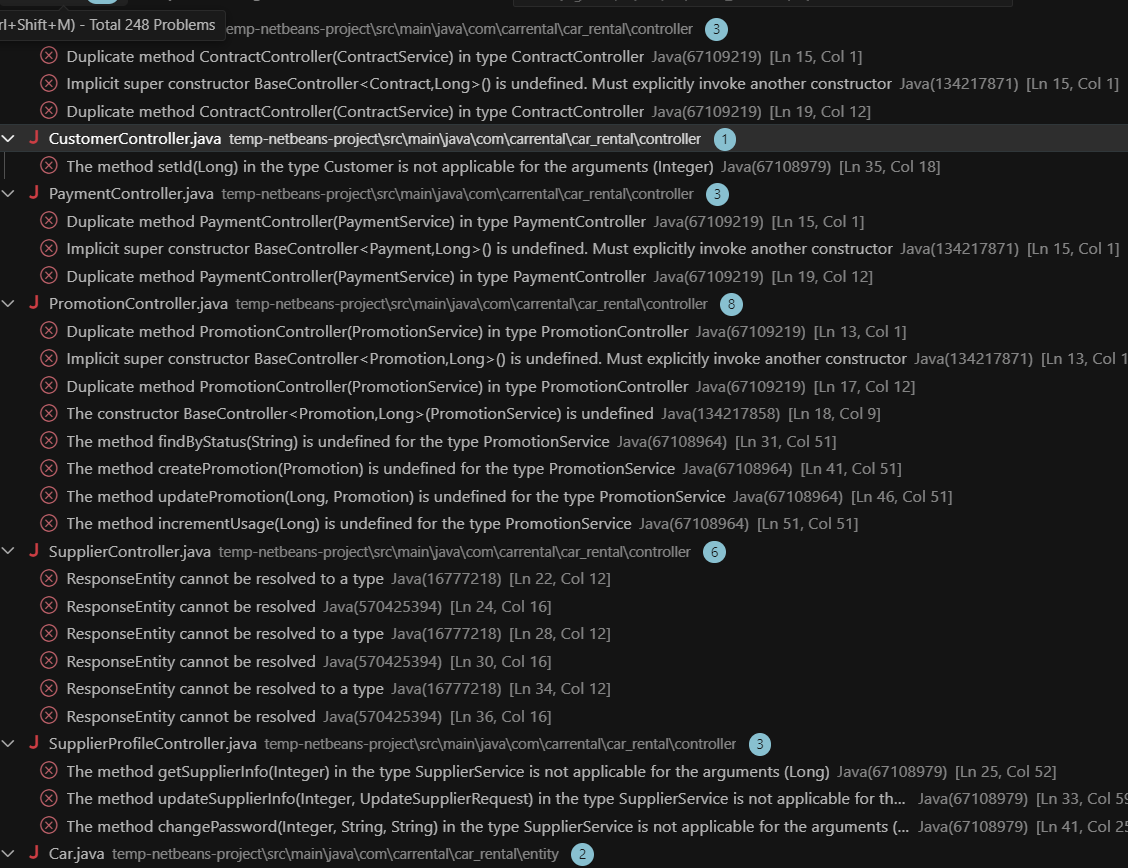 rl+Shift+M) - Total 248 Problems
emp-netbeans-project\src\main\java\com\carrental\car_rental\controller 3
Duplicate method ContractController(ContractService) in type ContractController Java(67109219) [Ln 15, Col 1]
Implicit super constructor BaseController<Contract,Long>() is undefined. Must explicitly invoke another constructor Java(134217871) [Ln 15, Col 1]
Duplicate method ContractController(ContractService) in type ContractController Java(67109219) [Ln 19, Col 12]
J CustomerController.java temp-netbeans-project\src\main\java\com\carrental\car_rental\controller 1
The method setId(Long) in the type Customer is not applicable for the arguments (Integer) Java(67108979) [Ln 35, Col 18]
J PaymentController.java temp-netbeans-project\src\main\java\com\carrental\car_rental\controller 3
Duplicate method PaymentController(PaymentService) in type PaymentController Java(67109219) [Ln 15, Col 1]
Implicit super constructor BaseController<Payment,Long>() is undefined. Must explicitly invoke another constructor Java(134217871) [Ln 15, Col 1]
Duplicate method PaymentController(PaymentService) in type PaymentController Java(67109219) [Ln 19, Col 12]
J PromotionController.java temp-netbeans-project\src\main\java\com\carrental\car_rental\controller 8
Duplicate method PromotionController(PromotionService) in type PromotionController Java(67109219) [Ln 13, Col 1]
Implicit super constructor BaseController<Promotion,Long>() is undefined. Must explicitly invoke another constructor Java(134217871) [Ln 13, Col 1
Duplicate method PromotionController(PromotionService) in type PromotionController Java(67109219) [Ln 17, Col 12]
The constructor BaseController<Promotion,Long>(PromotionService) is undefined Java(134217858) [Ln 18, Col 9]
The method findByStatus(String) is undefined for the type PromotionService Java(67108964) [Ln 31, Col 51]
The method createPromotion(Promotion) is undefined for the type PromotionService Java(67108964) [Ln 41, Col 51]
The method updatePromotion(Long, Promotion) is undefined for the type PromotionService Java(67108964) [Ln 46, Col 51]
The method incrementUsage(Long) is undefined for the type PromotionService Java(67108964) [Ln 51, Col 51]
J SupplierController.java temp-netbeans-project\src\main\java\com\carrental\car_rental\controller 6
ResponseEntity cannot be resolved to a type Java(16777218) [Ln 22, Col 12]
ResponseEntity cannot be resolved Java(570425394) [Ln 24, Col 16]
ResponseEntity cannot be resolved to a type Java(16777218) [Ln 28, Col 12]
ResponseEntity cannot be resolved Java(570425394) [Ln 30, Col 16]
ResponseEntity cannot be resolved to a type Java(16777218) [Ln 34, Col 12]
ResponseEntity cannot be resolved Java(570425394) [Ln 36, Col 16]
J SupplierProfileController.java temp-netbeans-project\src\main\java\com\carrental\car_rental\controller 3
The method getSupplierInfo(Integer) in the type SupplierService is not applicable for the arguments (Long) Java(67108979) [Ln 25, Col 52]
The method updateSupplierInfo(Integer, UpdateSupplierRequest) in the type SupplierService is not applicable for th... Java(67108979) [Ln 33, Col 59
The method changePassword(Integer, String, String) in the type SupplierService is not applicable for the arguments (... Java(67108979) [Ln 41, Col 25
J Car.java temp-netbeans-project\src\main\java\com\carrental\car_rental\entity 2